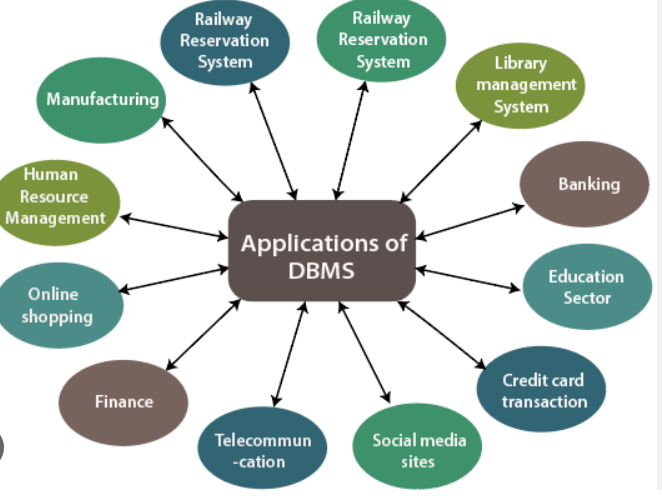 Railway
Reservation
System
Railway
Reservation
System
Library
management
System
Manufacturing
Banking
Human
Resource
Management
Applications of
DBMS
Education
Sector
Online
shopping
Credit card
transaction
Finance
Telecommun
-cation
Social media
sites